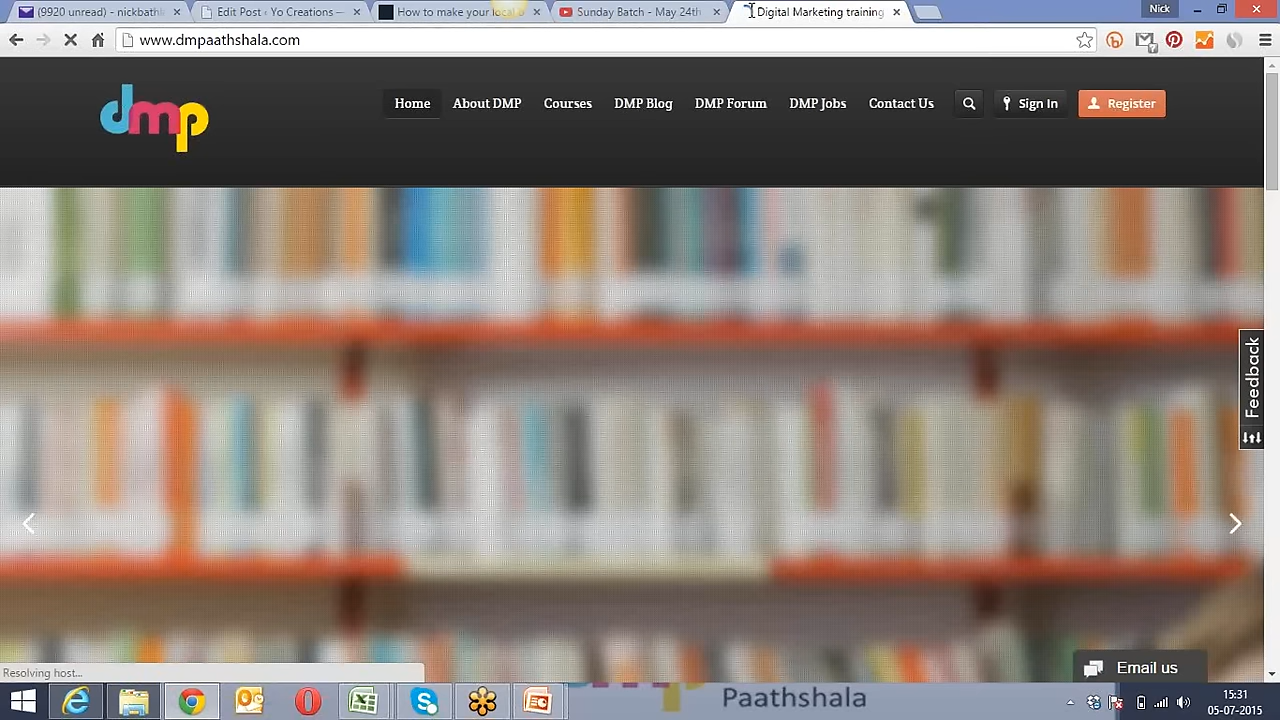 (9920 unread) - nickbathl
Edit Post ‹ Yo Creations —
How to make your local b
Sunday Batch - May 24th
Digital Marketing training
Nick
www.dmpaathshala.com
dmp
Home
About DMP
Courses
DMP Blog
DMP Forum
DMP Jobs
Contact Us
Sign In
Register
Feedback
Email us
Resolving host...
Paathshala
15:31
05-07-2015